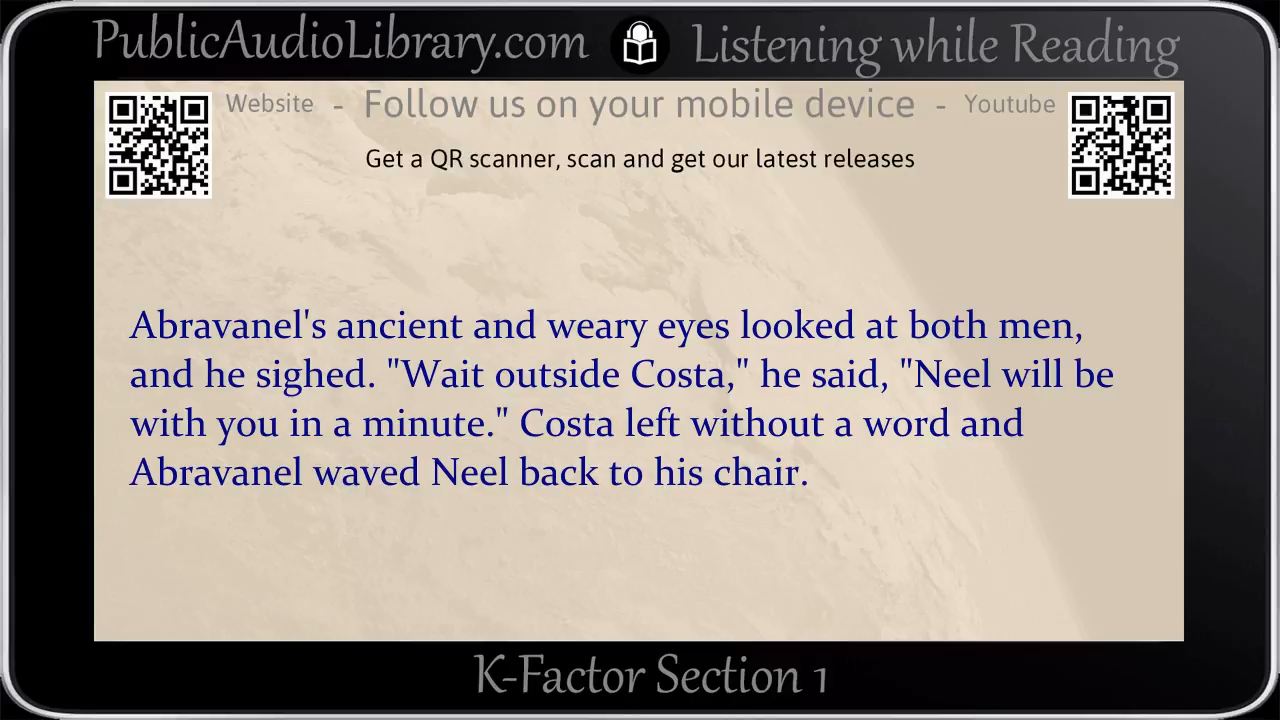 PublicAudioLibrary.com Listening while Reading
Website - Follow us on your mobile device - Youtube
Get a QR scanner, scan and get our latest releases
Abravanel's ancient and weary eyes looked at both men,
and he sighed. "Wait outside Costa," he said, "Neel will be
with you in a minute." Costa left without a word and
Abravanel waved Neel back to his chair.
K-Factor Section 1